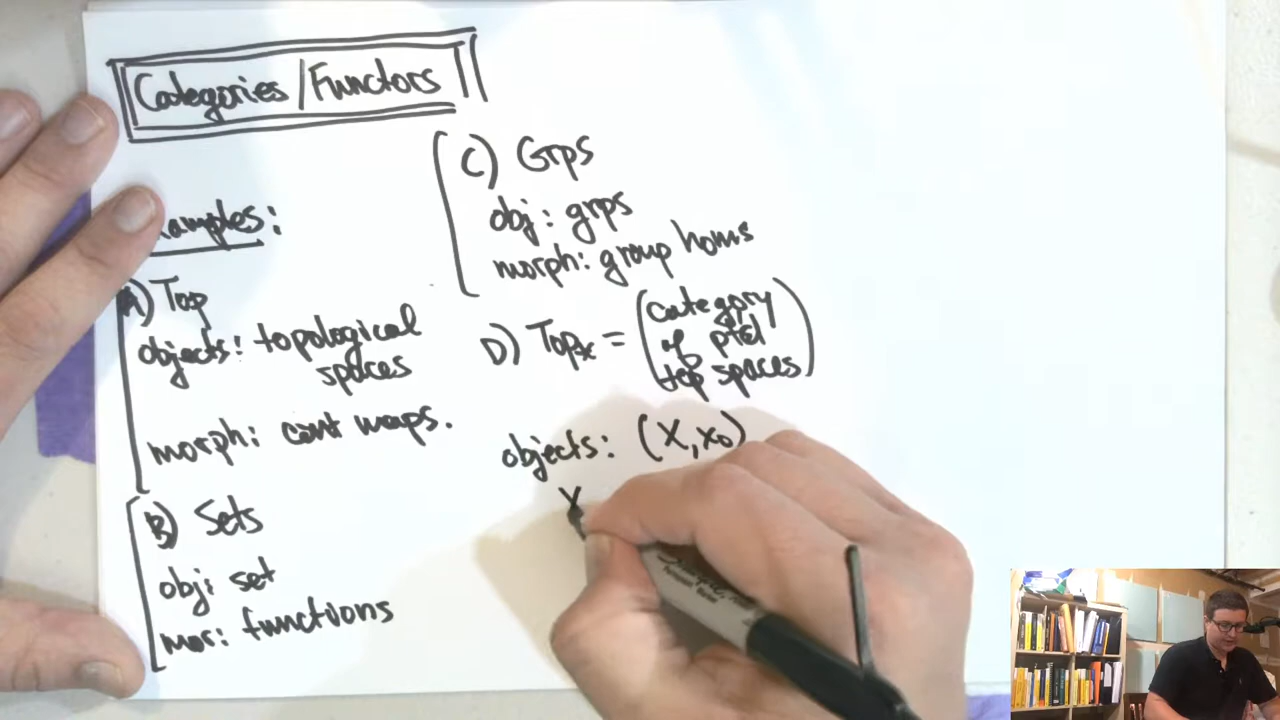 Categories/Functors
amples:
A) Top
objects: topological
spaces
morph: cont maps.
B) Sets
obj: set
mor: functions
C) Grps
obj: grps
morph: group homs
D) Top* = (category
of ptd
top spaces)
objects: (X, x₀)
X
Sharpie